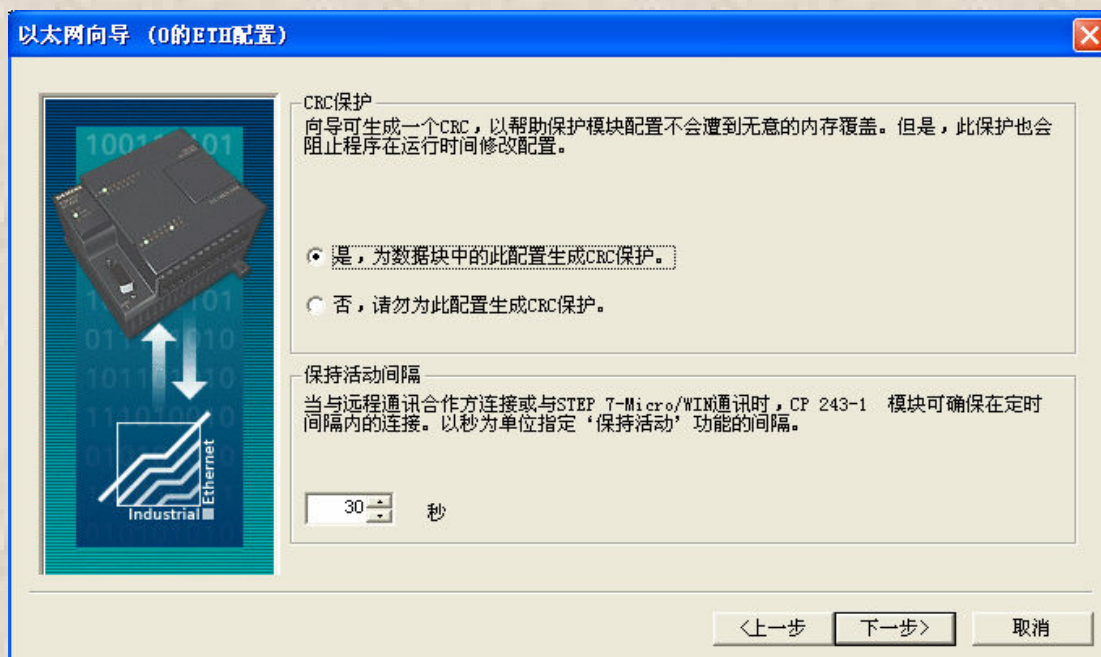 以太网向导 (0的ETH配置)
CRC保护
向导可生成一个CRC，以帮助保护模块配置不会遭到无意的内存覆盖。但是，此保护也会
阻止程序在运行时间修改配置。
是，为数据块中的此配置生成CRC保护。
否，请勿为此配置生成CRC保护。
保持活动间隔
当与远程通讯合作方连接或与STEP 7-Micro/WIN通讯时，CP 243-1 模块可确保在定时
间隔内的连接。以秒为单位指定‘保持活动’功能的间隔。
30 秒
Industrial
Ethernet
<上一步 下一步> 取消